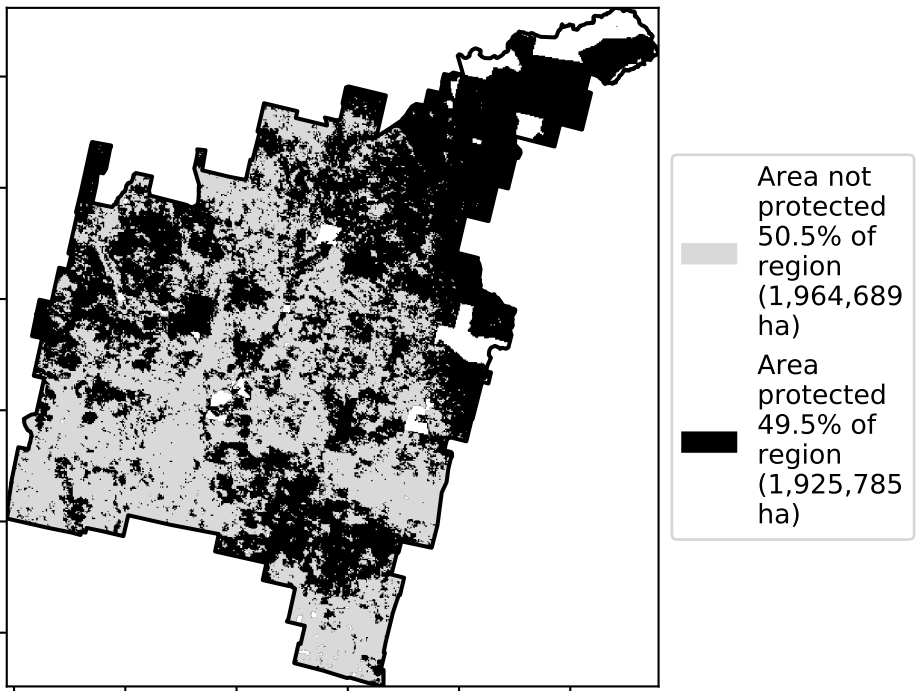 Area not
protected
50.5% of
region
(1,964,689
ha)
Area
protected
49.5% of
region
(1,925,785
ha)